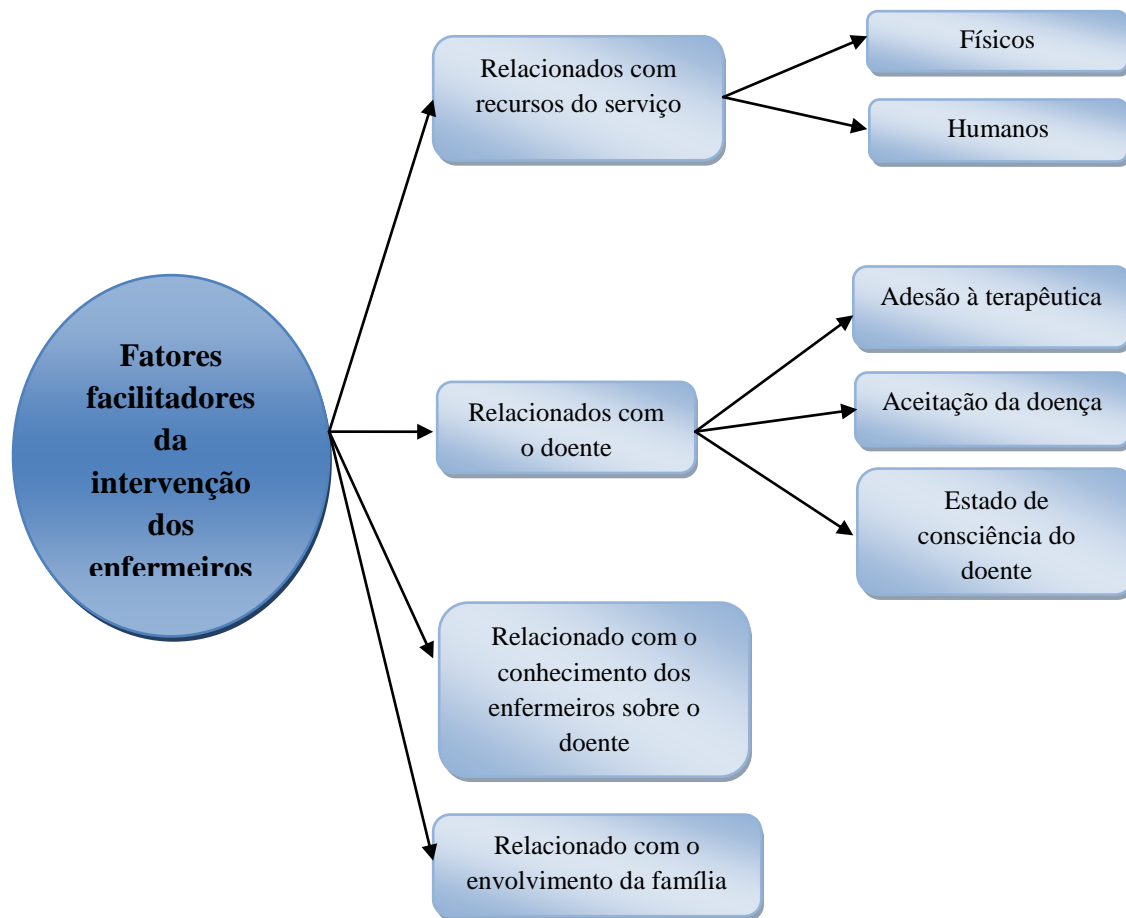 Fatores
facilitadores
da
intervenção
dos
enfermeiros
Relacionados com
recursos do serviço
Físicos
Humanos
Relacionados com
o doente
Adesão à terapêutica
Aceitação da doença
Estado de
consciência do
doente
Relacionado com o
conhecimento dos
enfermeiros sobre o
doente
Relacionado com o
envolvimento da família